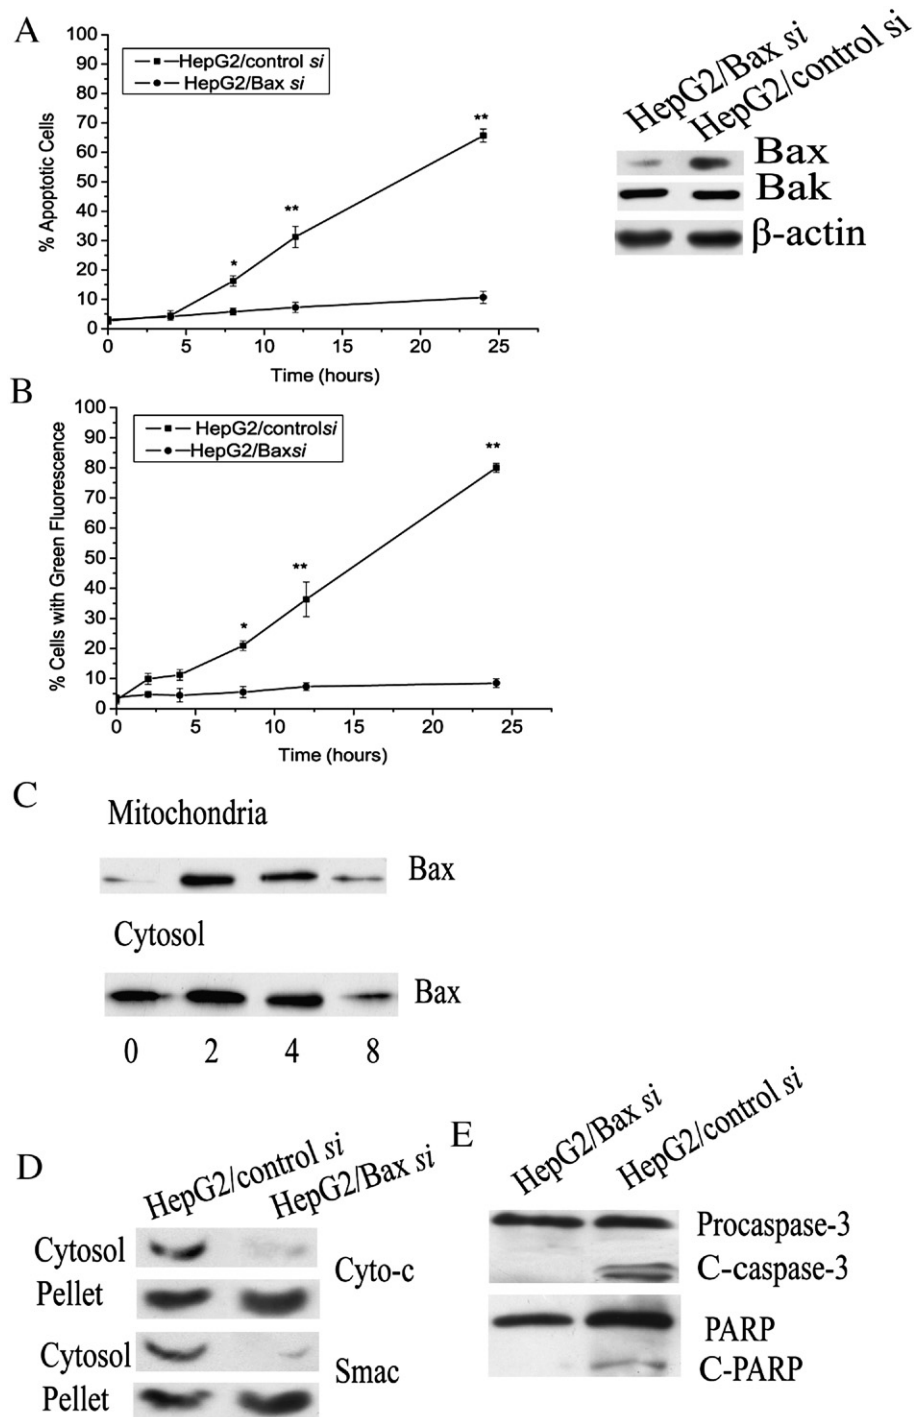 A
100
90
80
70
60
50
40
30
20
10
0
% Apoptotic Cells
HepG2/control si
HepG2/Bax si
*
**
**
0 5 10 15 20 25
Time (hours)
HepG2/Bax si
HepG2/control si
Bax
Bak
β-actin
B
100
90
80
70
60
50
40
30
20
10
0
% Cells with Green Fluorescence
HepG2/controlsi
HepG2/Baxsi
*
**
**
0 5 10 15 20 25
Time (hours)
C
Mitochondria
Bax
Cytosol
Bax
0 2 4 8
D
HepG2/control si
HepG2/Bax si
Cytosol
Cyto-c
Pellet
Cytosol
Smac
Pellet
E
HepG2/Bax si
HepG2/control si
Procaspase-3
C-caspase-3
PARP
C-PARP